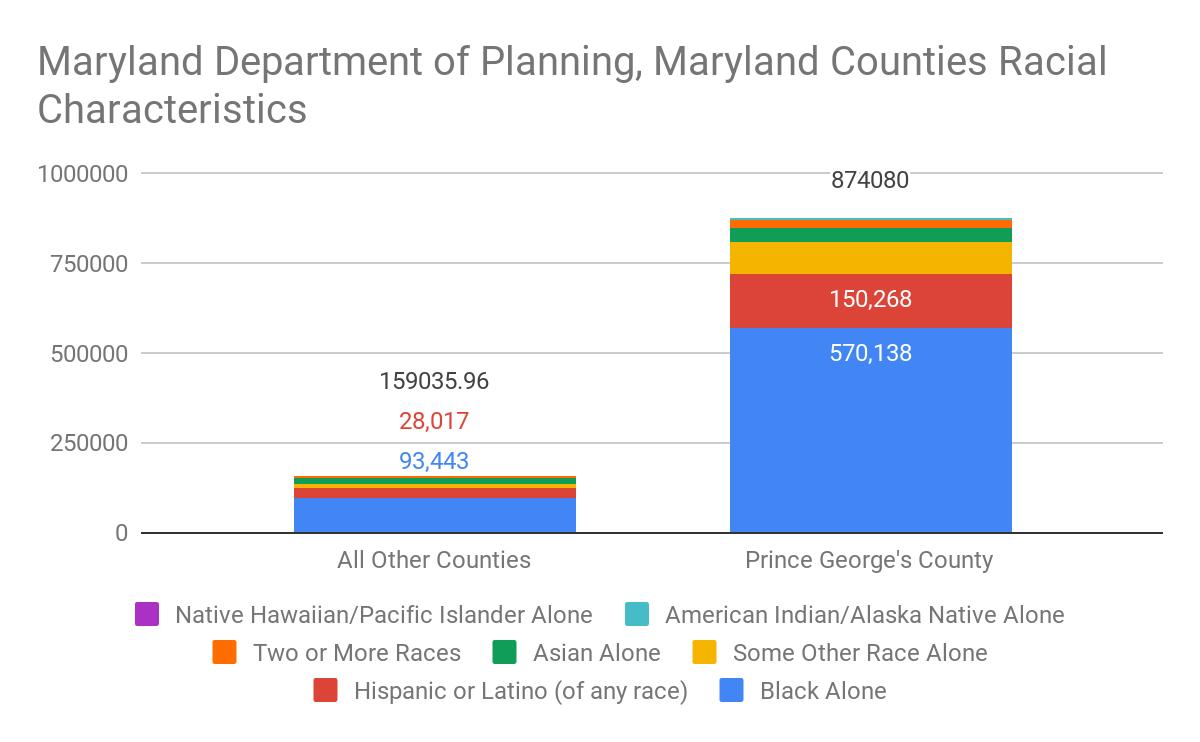 Maryland Department of Planning, Maryland Counties Racial
Characteristics
1000000
874080
750000
150,268
500000
570,138
159035.96
28,017
250000
93,443
0
All Other Counties Prince George's County
Native Hawaiian/Pacific Islander Alone American Indian/Alaska Native Alone
Two or More Races Asian Alone Some Other Race Alone
Hispanic or Latino (of any race) Black Alone